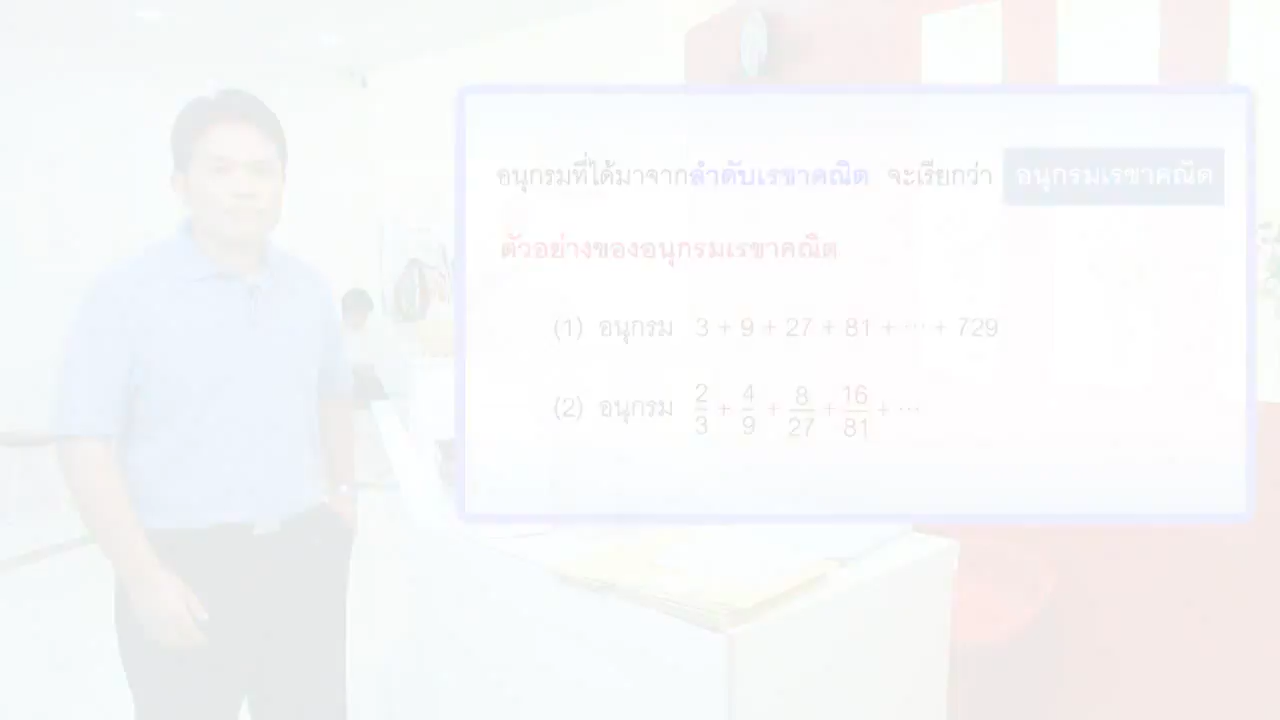 อนุกรมที่ได้มาจากลำดับเรขาคณิต จะเรียกว่า อนุกรมเรขาคณิต
ตัวอย่างของอนุกรมเรขาคณิต
(1) อนุกรม 3 + 9 + 27 + 81 + ⋯ + 729
(2) อนุกรม 2/3 + 4/9 + 8/27 + 16/81 + ⋯